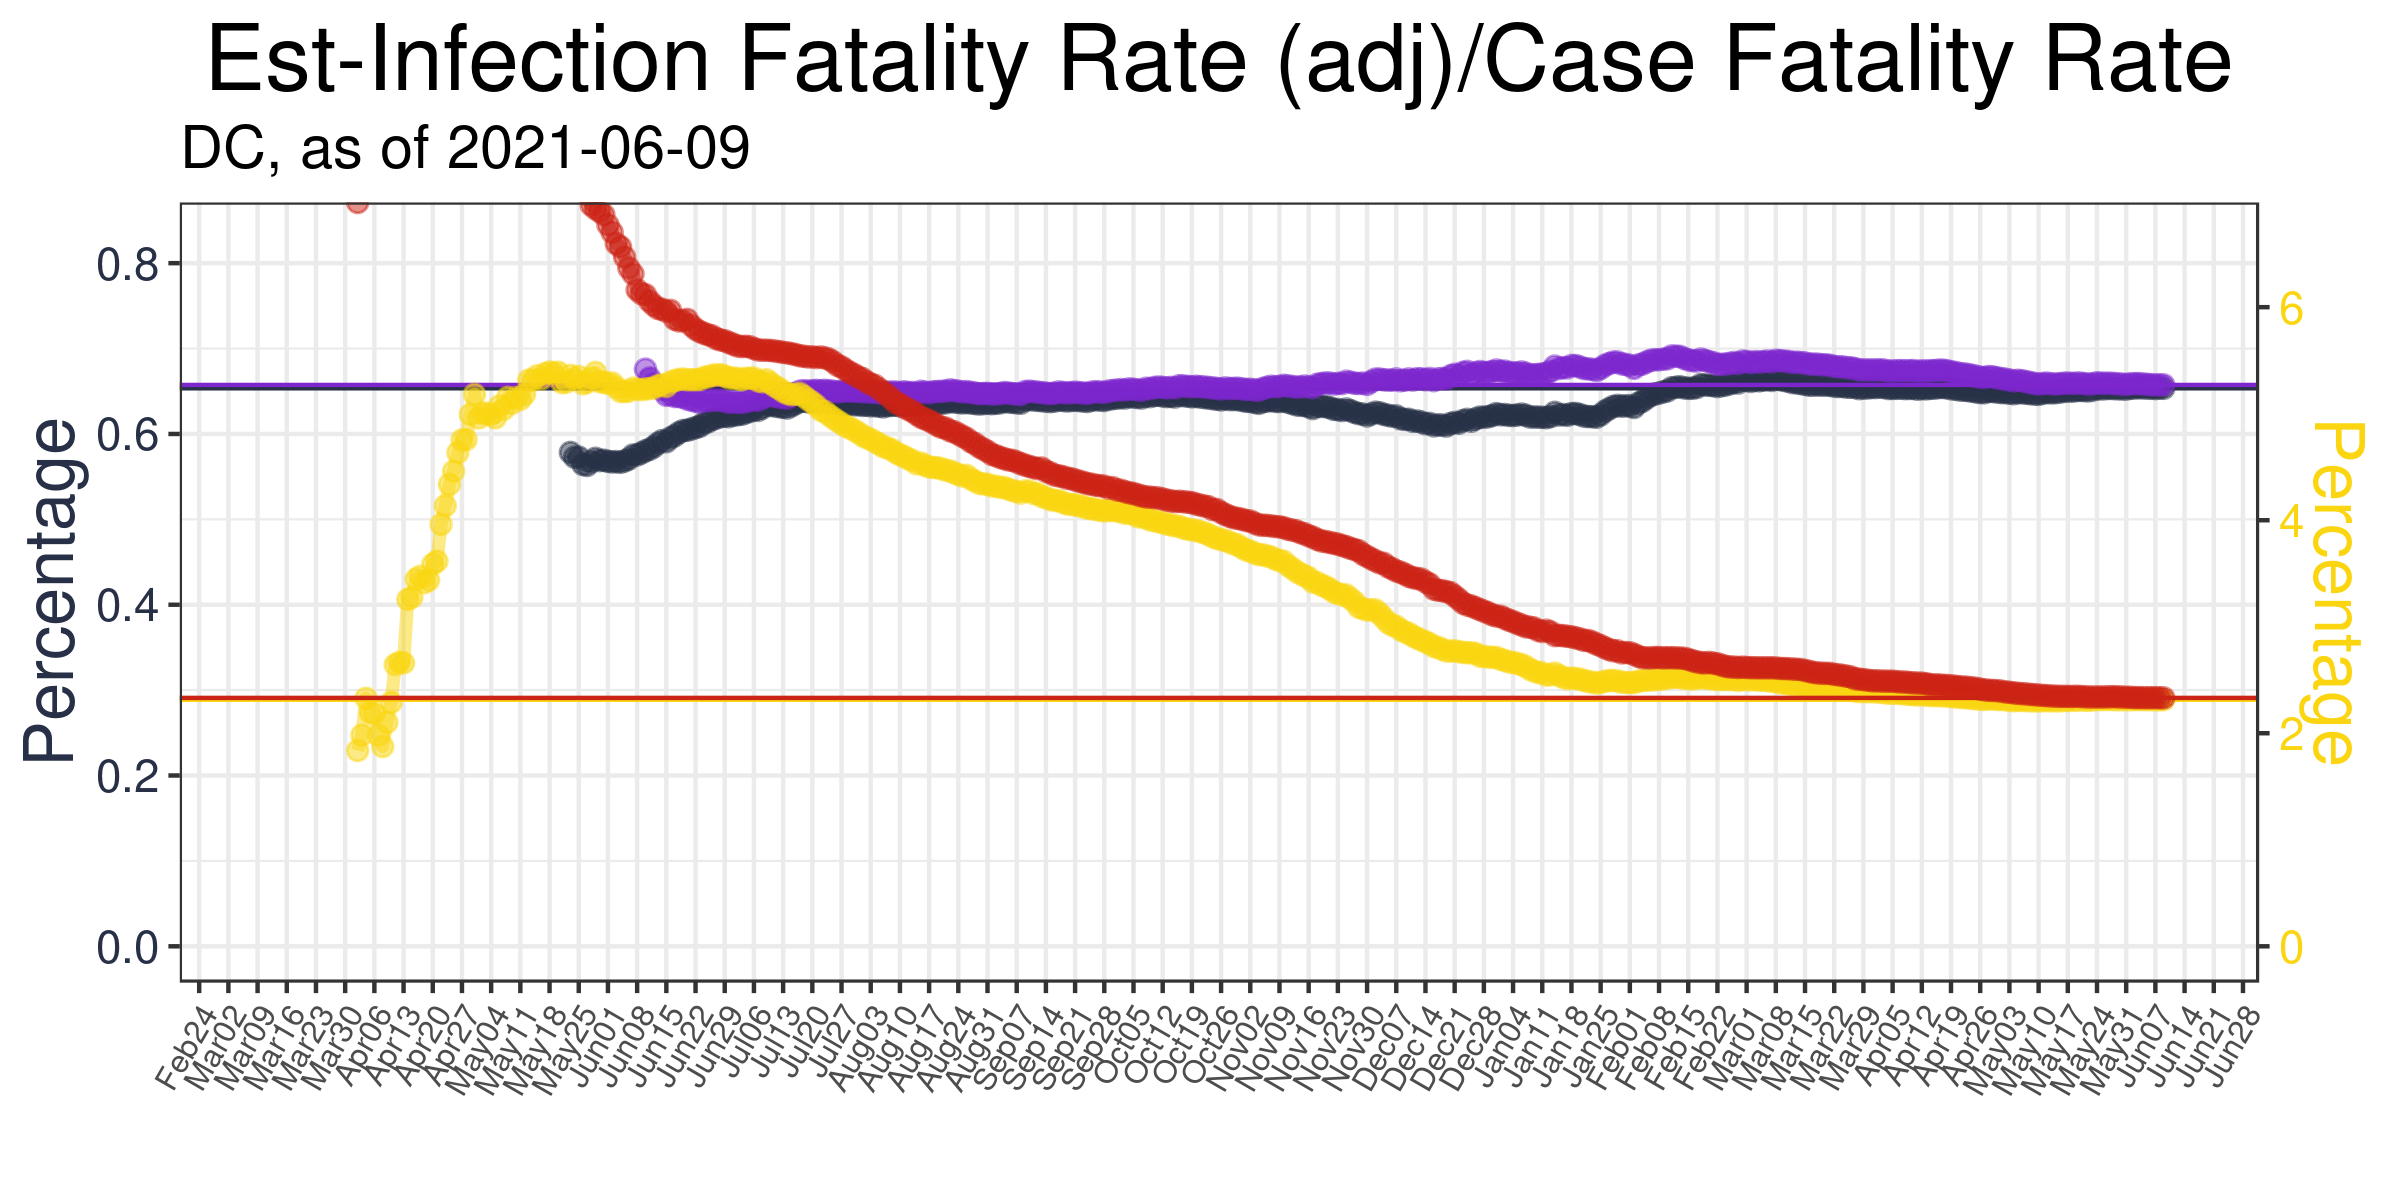 Est-Infection Fatality Rate (adj)/Case Fatality Rate
DC, as of 2021-06-09
Percentage
0.8
0.6
0.4
0.2
0.0
6
4
2
0
Percentage
Feb24
Mar02
Mar09
Mar16
Mar23
Mar30
Apr06
Apr13
Apr20
Apr27
May04
May11
May18
May25
Jun01
Jun08
Jun15
Jun22
Jun29
Jul06
Jul13
Jul20
Jul27
Aug03
Aug10
Aug17
Aug24
Aug31
Sep07
Sep14
Sep21
Sep28
Oct05
Oct12
Oct19
Oct26
Nov02
Nov09
Nov16
Nov23
Nov30
Dec07
Dec14
Dec21
Dec28
Jan04
Jan11
Jan18
Jan25
Feb01
Feb08
Feb15
Feb22
Mar01
Mar08
Mar15
Mar22
Mar29
Apr05
Apr12
Apr19
Apr26
May03
May10
May17
May24
May31
Jun07
Jun14
Jun21
Jun28